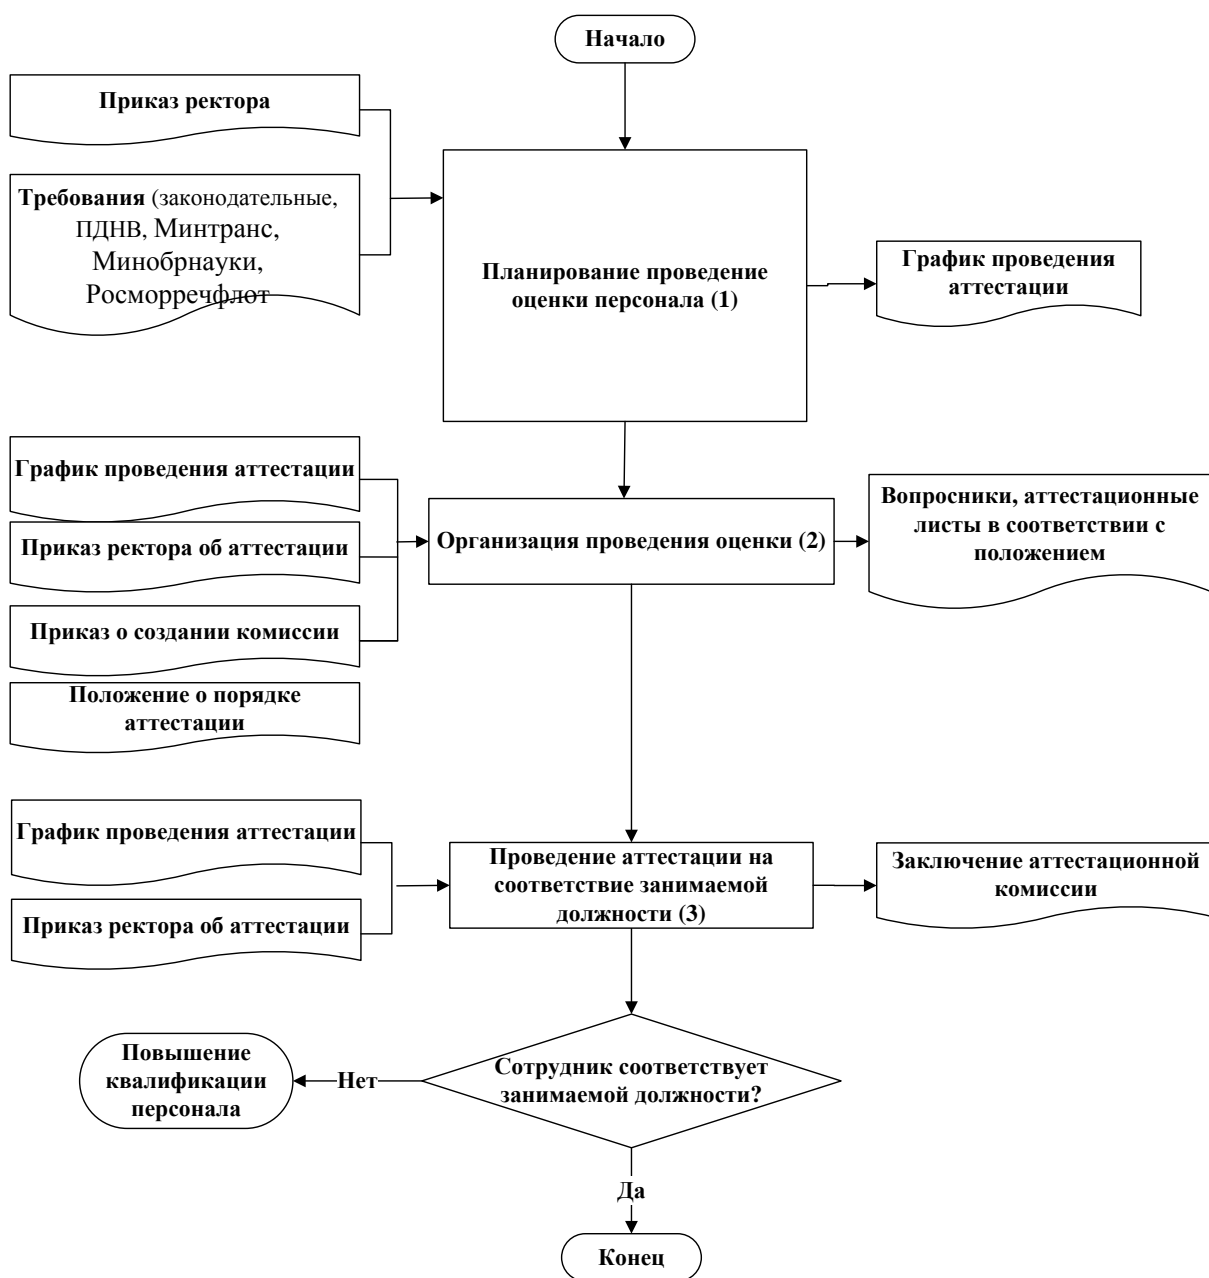 Начало
Приказ ректора
Требования (законодательные,
ПДНВ, Минтранс,
Минобрнауки,
Росморречфлот
Планирование проведение
оценки персонала (1)
График проведения
аттестации
График проведения аттестации
Приказ ректора об аттестации
Приказ о создании комиссии
Положение о порядке
аттестации
Организация проведения оценки (2)
Вопросники, аттестационные
листы в соответствии с
положением
График проведения аттестации
Приказ ректора об аттестации
Проведение аттестации на
соответствие занимаемой
должности (3)
Заключение аттестационной
комиссии
Сотрудник соответствует
занимаемой должности?
Нет
Повышение
квалификации
персонала
Да
Конец